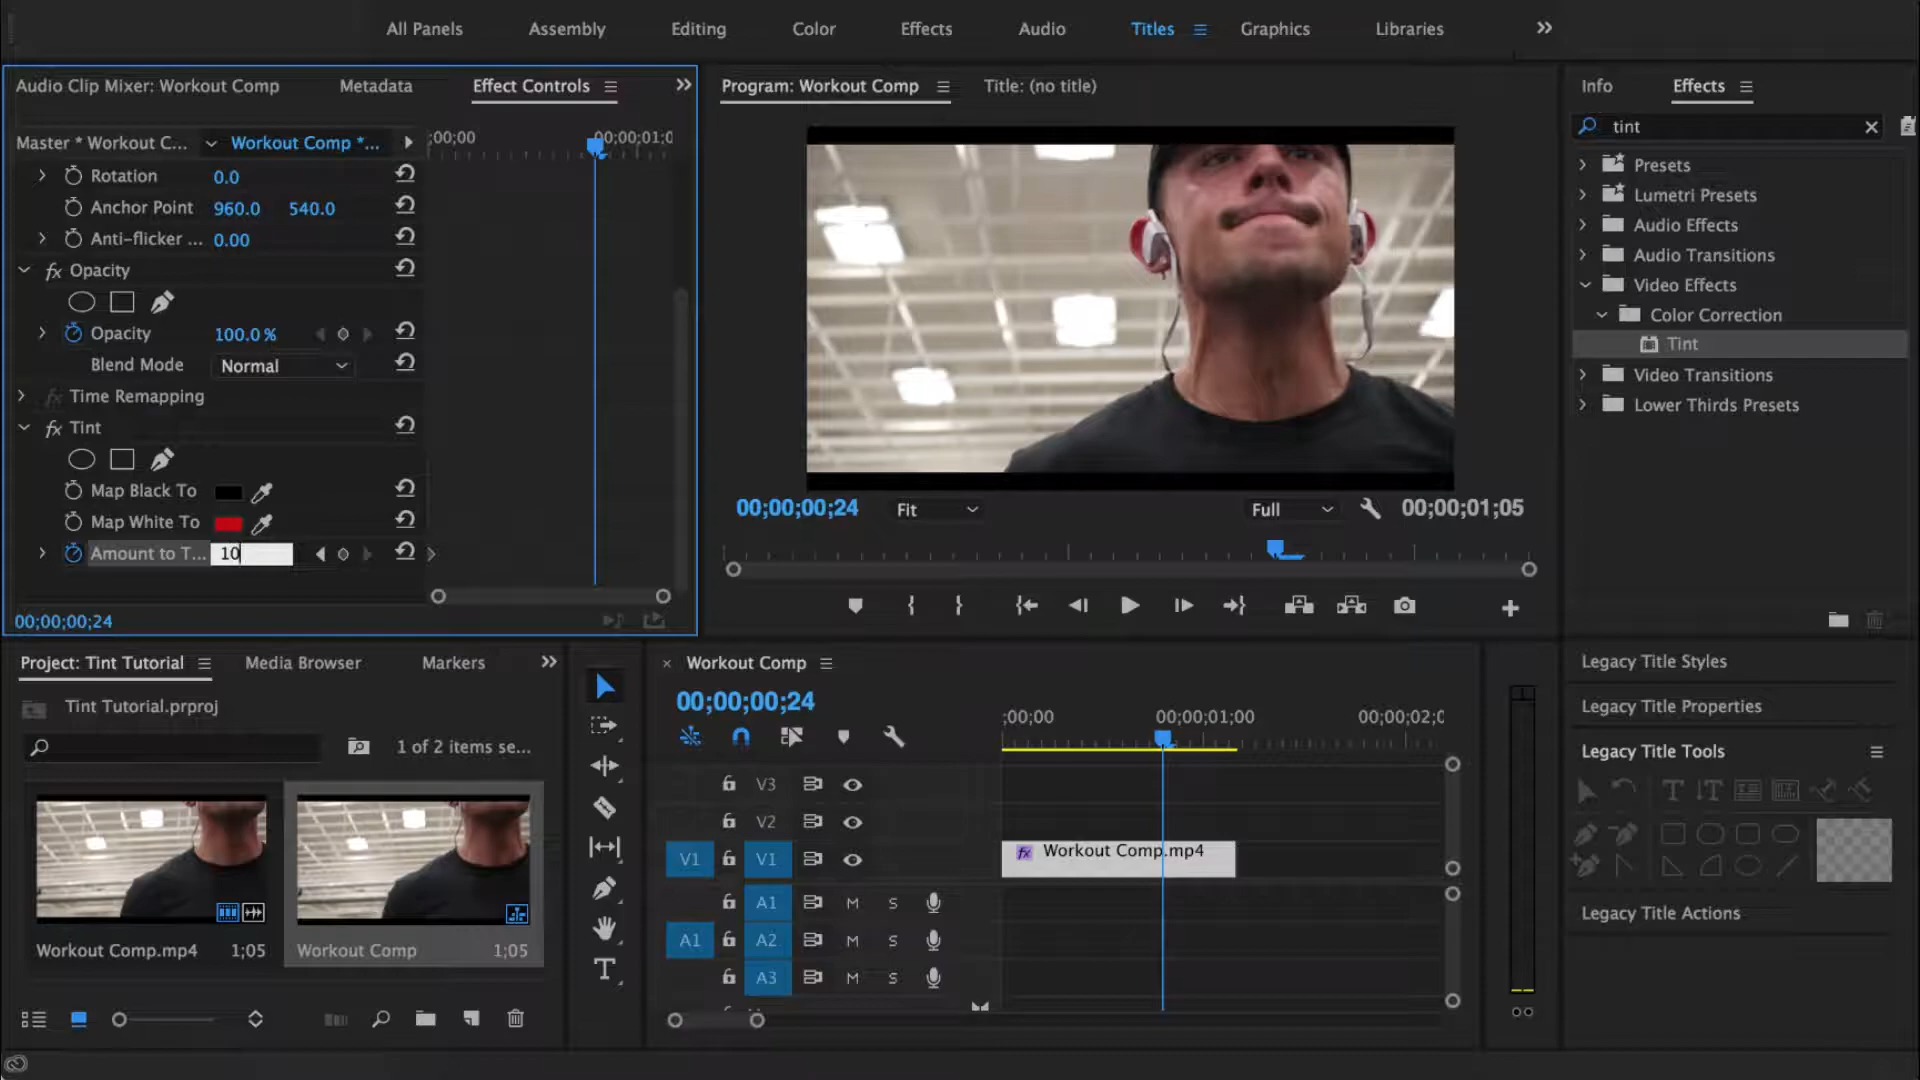 All Panels
Assembly
Editing
Color
Effects
Audio
Titles
Graphics
Libraries
Audio Clip Mixer: Workout Comp
Metadata
Effect Controls
Master * Workout C...
Workout Comp *...
;00;00
00;00;01;0
Rotation 0.0
Anchor Point 960.0 540.0
Anti-flicker ... 0.00
fx Opacity
Opacity 100.0 %
Blend Mode Normal
fx Time Remapping
fx Tint
Map Black To
Map White To
Amount to T... 10
00;00;00;24
Program: Workout Comp
Title: (no title)
00;00;00;24
Fit
Full
00;00;01;05
Info
Effects
tint
Presets
Lumetri Presets
Audio Effects
Audio Transitions
Video Effects
Color Correction
Tint
Video Transitions
Lower Thirds Presets
Project: Tint Tutorial
Media Browser
Markers
Tint Tutorial.prproj
1 of 2 items se...
Workout Comp.mp4 1;05
Workout Comp 1;05
T
× Workout Comp
00;00;00;24
;00;00
00;00;01;00
00;00;02;0
V3
V2
V1 V1
fx Workout Comp.mp4
A1 M S
A1 A2 M S
A3 M S
Legacy Title Styles
Legacy Title Properties
Legacy Title Tools
Legacy Title Actions